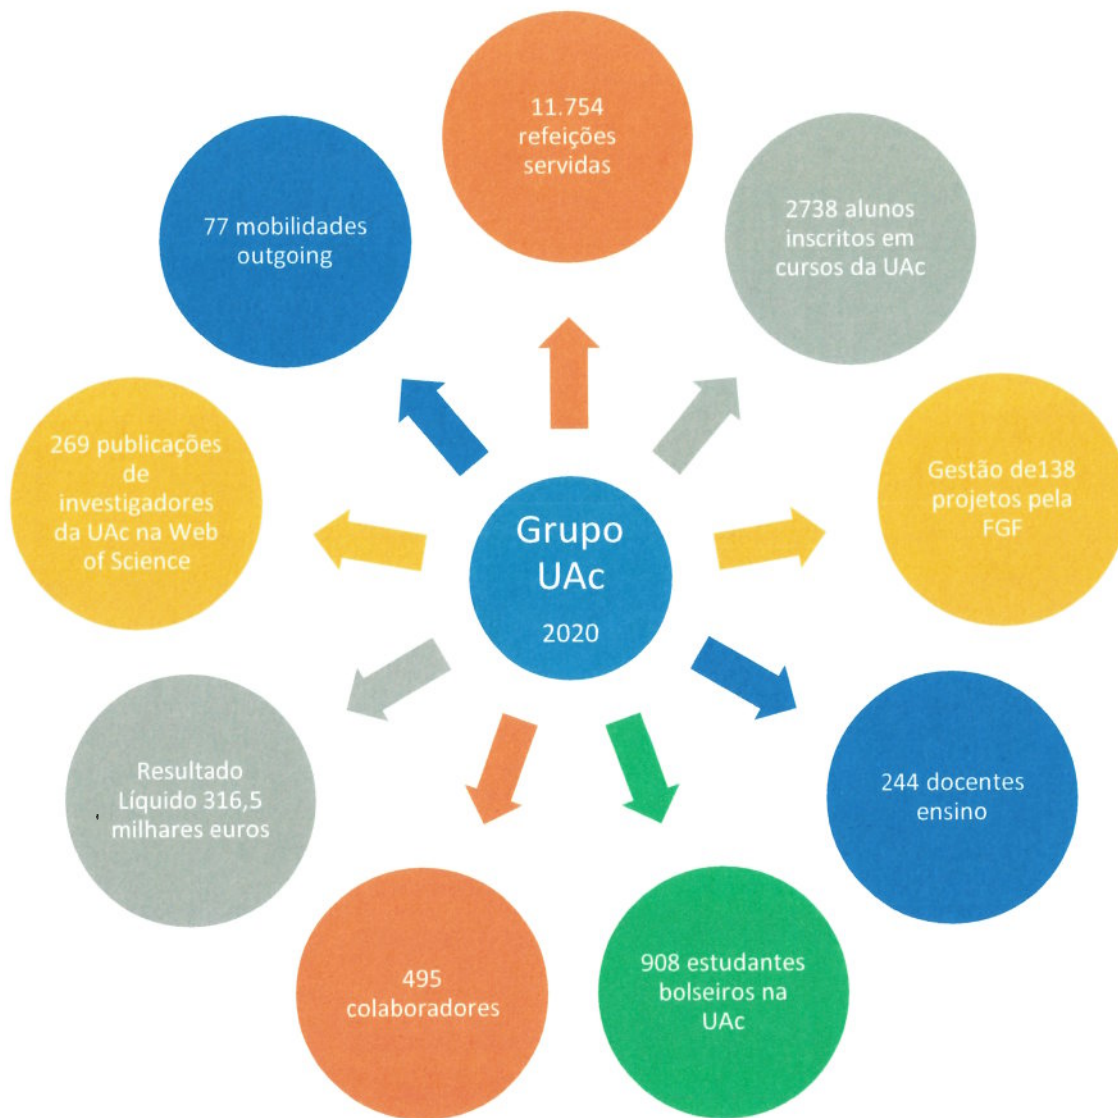 11.754
refeições
servidas
2738 alunos
inscritos em
cursos da UAc
Gestão de138
projetos pela
FGF
244 docentes
ensino
908 estudantes
bolseiros na
UAc
495
colaboradores
Resultado
Líquido 316,5
milhares euros
269 publicações
de
investigadores
da UAc na Web
of Science
77 mobilidades
outgoing
Grupo
UAc
2020